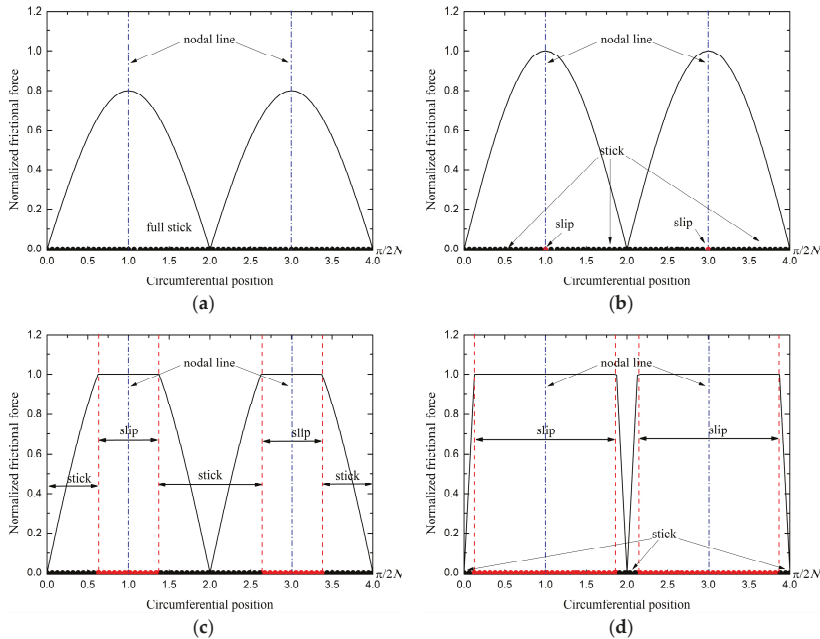 1.2
1.0
0.8
0.6
0.4
0.2
0.0
Normalized frictional force
nodal line
full stick
0.0 0.5 1.0 1.5 2.0 2.5 3.0 3.5 4.0 π/2N
Circumferential position
(a)
1.2
1.0
0.8
0.6
0.4
0.2
0.0
Normalized frictional force
nodal line
stick
slip slip
0.0 0.5 1.0 1.5 2.0 2.5 3.0 3.5 4.0 π/2N
Circumferential position
(b)
1.2
1.0
0.8
0.6
0.4
0.2
0.0
Normalized frictional force
nodal line
slip slip
stick stick stick
0.0 0.5 1.0 1.5 2.0 2.5 3.0 3.5 4.0 π/2N
Circumferential position
(c)
1.2
1.0
0.8
0.6
0.4
0.2
0.0
Normalized frictional force
nodal line
slip slip
stick
0.0 0.5 1.0 1.5 2.0 2.5 3.0 3.5 4.0 π/2N
Circumferential position
(d)